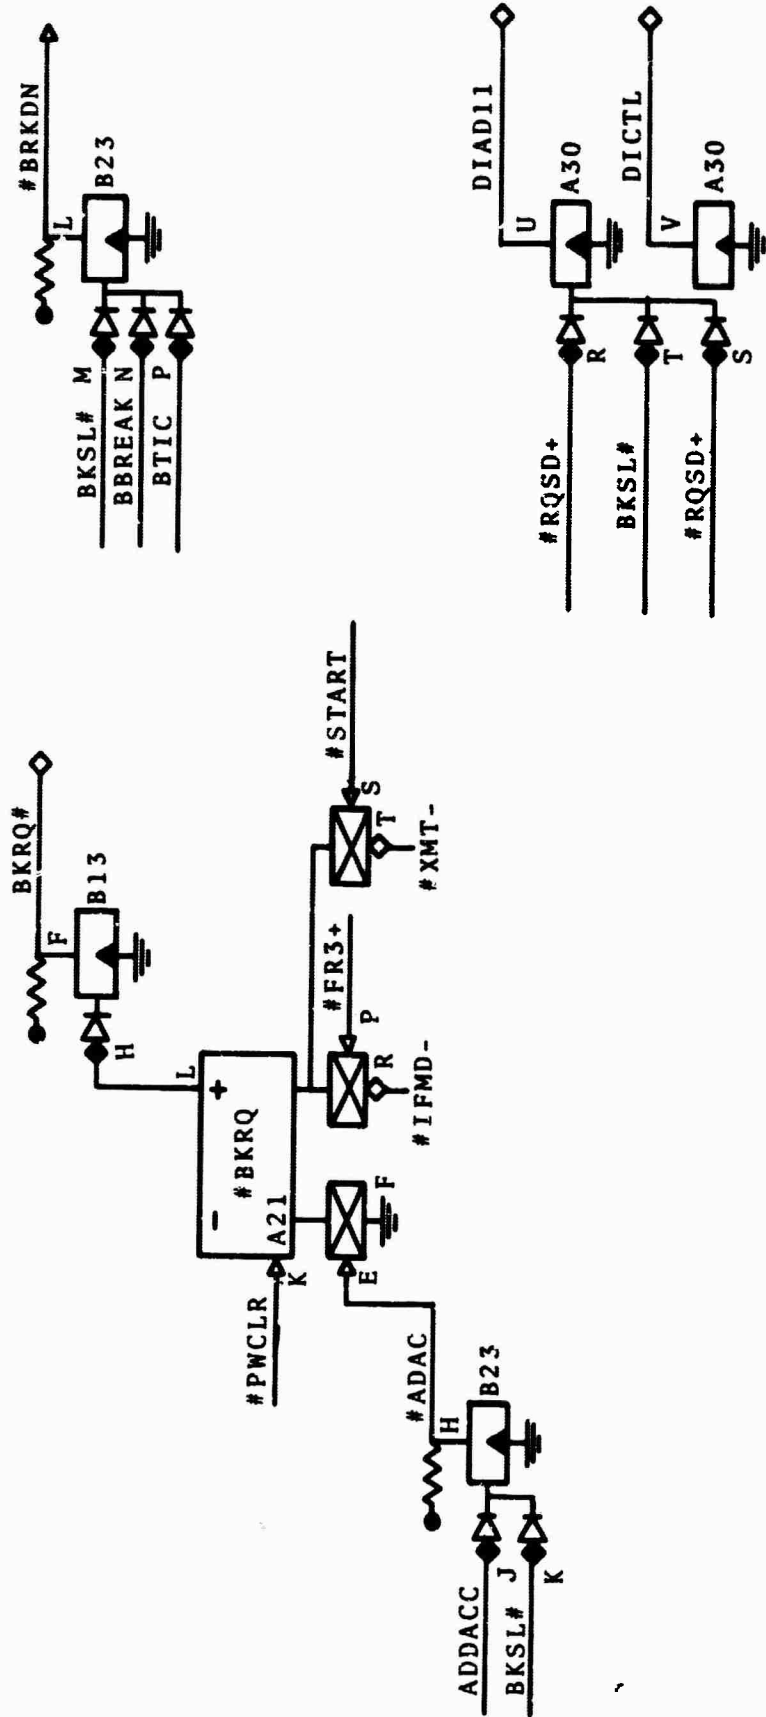 #BRKDN
L
B23
BKSL# M
BBREAK N
BTIC P
DIAD11
U
A30
DICTL
V
A30
#RQSD+
R
BKSL#
T
#RQSD+
S
BKRQ#
F
B13
H
L
+
-
#BKRQ
A21
#PWCLR
K
#START
S
T
#XMT-
#FR3+
P
R
#IFMD-
F
E
#ADAC
H
B23
ADDACC J
BKSL# K